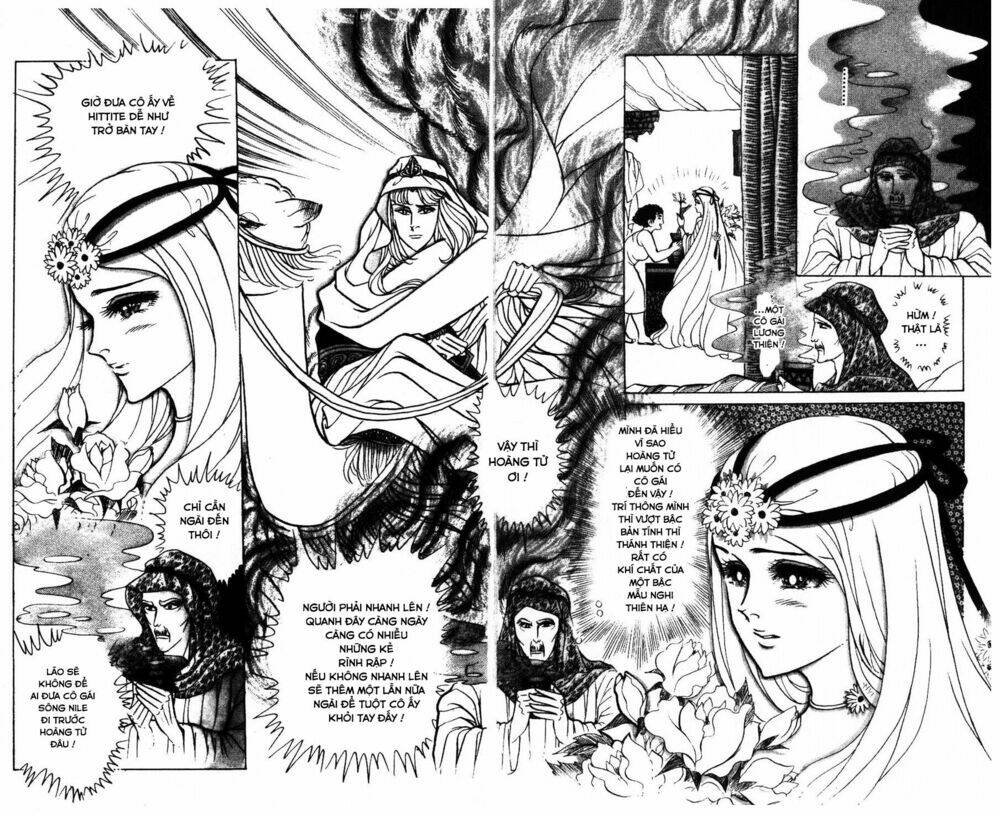 HỪM !
THẬT LÀ
...
...MỘT
CÔ GÁI
LƯƠNG
THIỆN !
MÌNH ĐÃ HIỂU
VÌ SAO
HOÀNG TỬ
LẠI MUỐN CÓ
CÔ GÁI
ĐẾN VẬY !
TRÍ THÔNG MINH
THÌ VƯỢT BẬC
BẢN TÍNH THÌ
THÁNH THIỆN !
RẤT CÓ
KHÍ CHẤT CỦA
MỘT BẬC
MẪU NGHI
THIÊN HẠ !
VẬY THÌ
HOÀNG TỬ
ƠI !
GIỜ ĐƯA CÔ ẤY VỀ
HITTITE DỄ NHƯ
TRỞ BÀN TAY !
CHỈ CẦN
NGÀI ĐẾN
THÔI !
NGƯỜI PHẢI NHANH LÊN !
QUANH ĐÂY CÀNG NGÀY
CÀNG CÓ NHIỀU
NHỮNG KẺ
RÌNH RẬP !
NẾU KHÔNG NHANH LÊN
SẼ THÊM MỘT LẦN NỮA
NGÀI ĐỂ TUỘT CÔ ẤY
KHỎI TAY ĐẤY !
LÃO SẼ
KHÔNG ĐỂ
AI ĐƯA CÔ GÁI
SÔNG NILE
ĐI TRƯỚC
HOÀNG TỬ
ĐÂU !